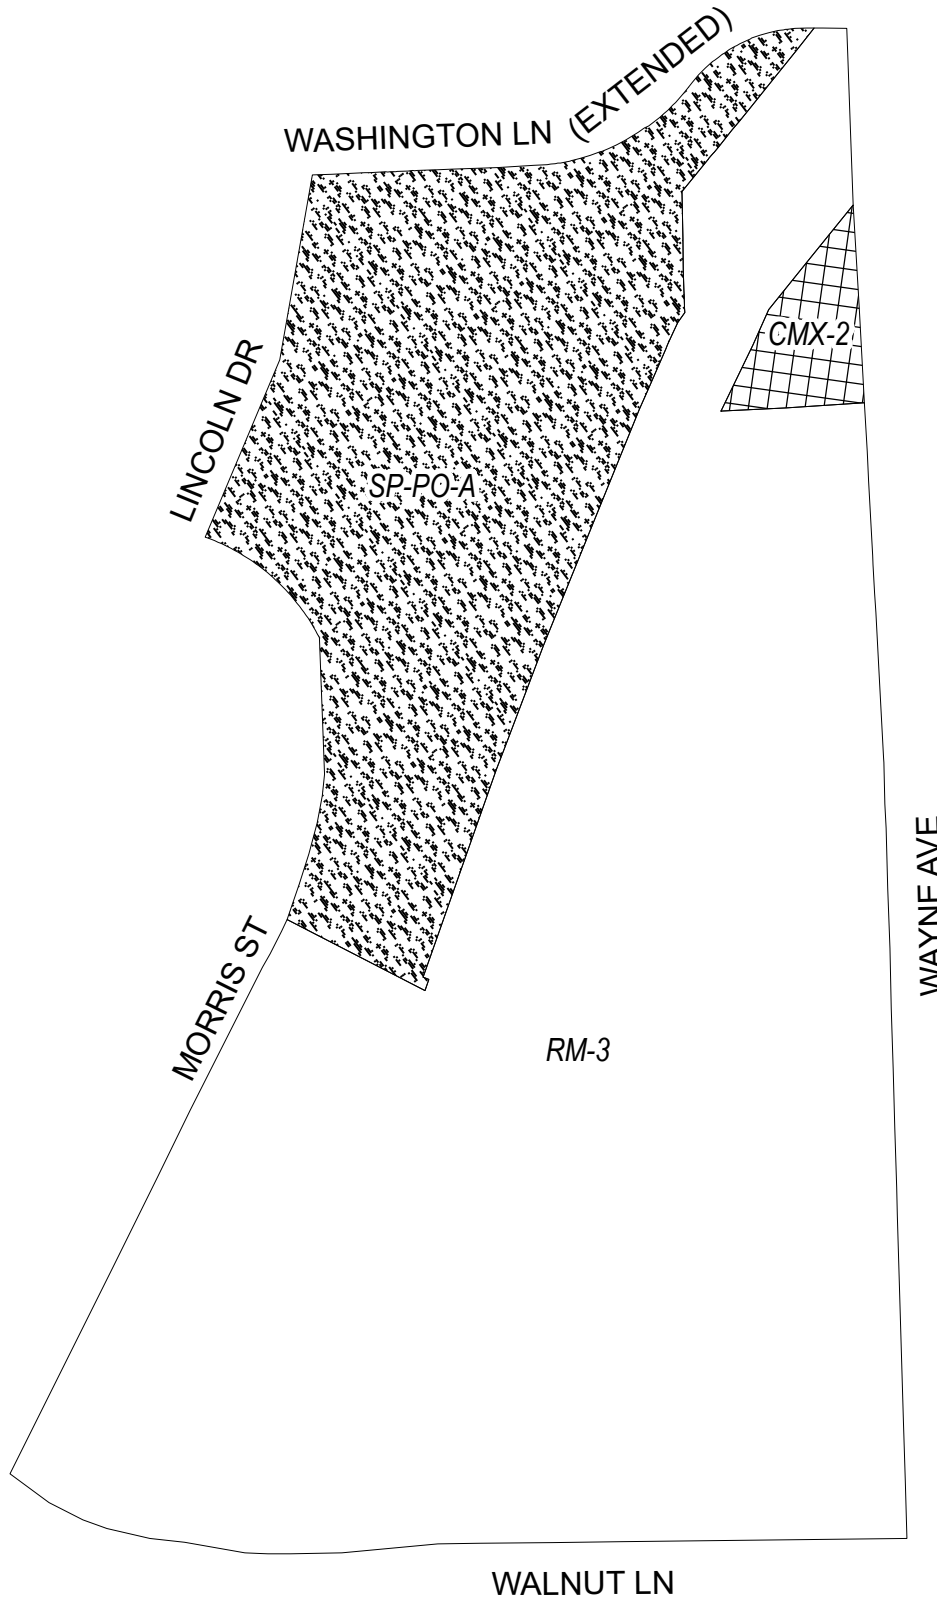 WASHINGTON LN (EXTENDED)
CMX-2
LINCOLN DR
SP-PO-A
WAYNE AVE
MORRIS ST
RM-3
WALNUT LN